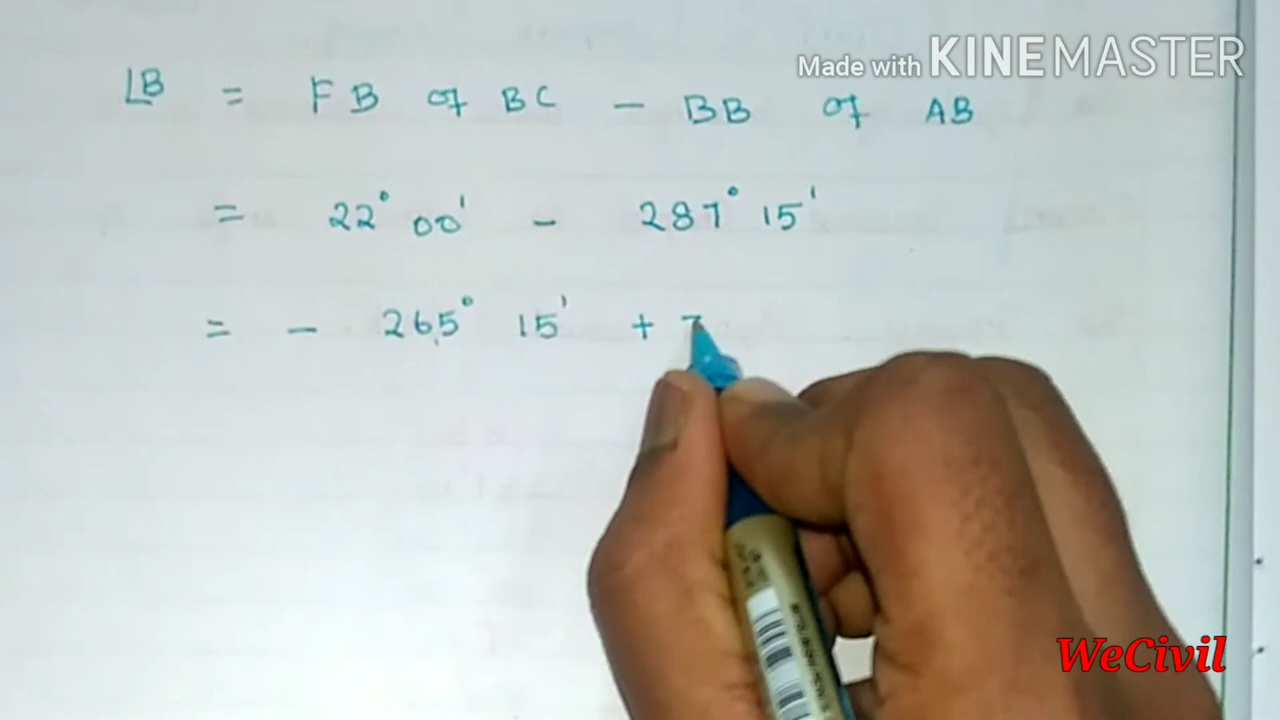 Made with KINEMASTER
∠B = FB of BC - BB of AB
= 22° 00' - 287° 15'
= - 265° 15' +
WeCivil